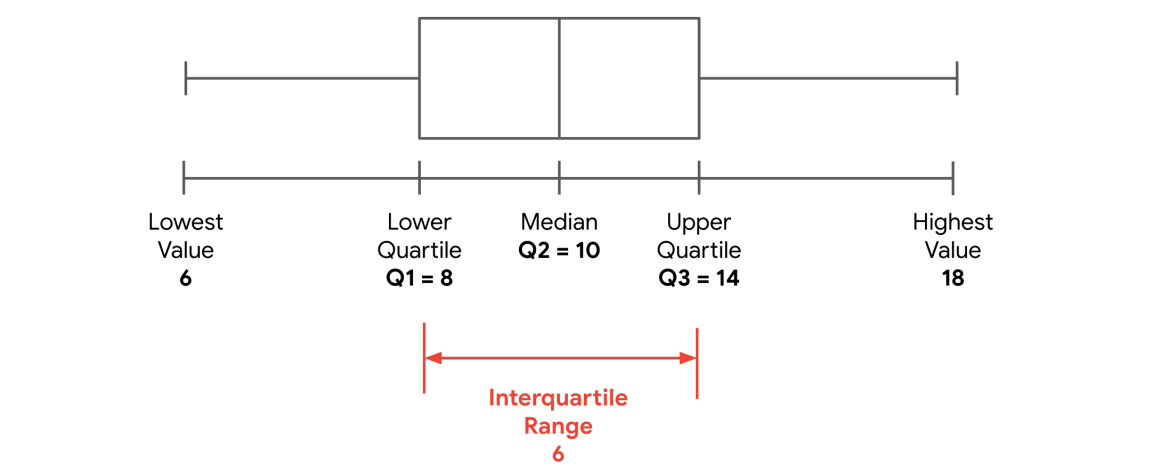 Lowest
Value
6
Lower
Quartile
Q1 = 8
Median
Q2 = 10
Upper
Quartile
Q3 = 14
Highest
Value
18
Interquartile
Range
6